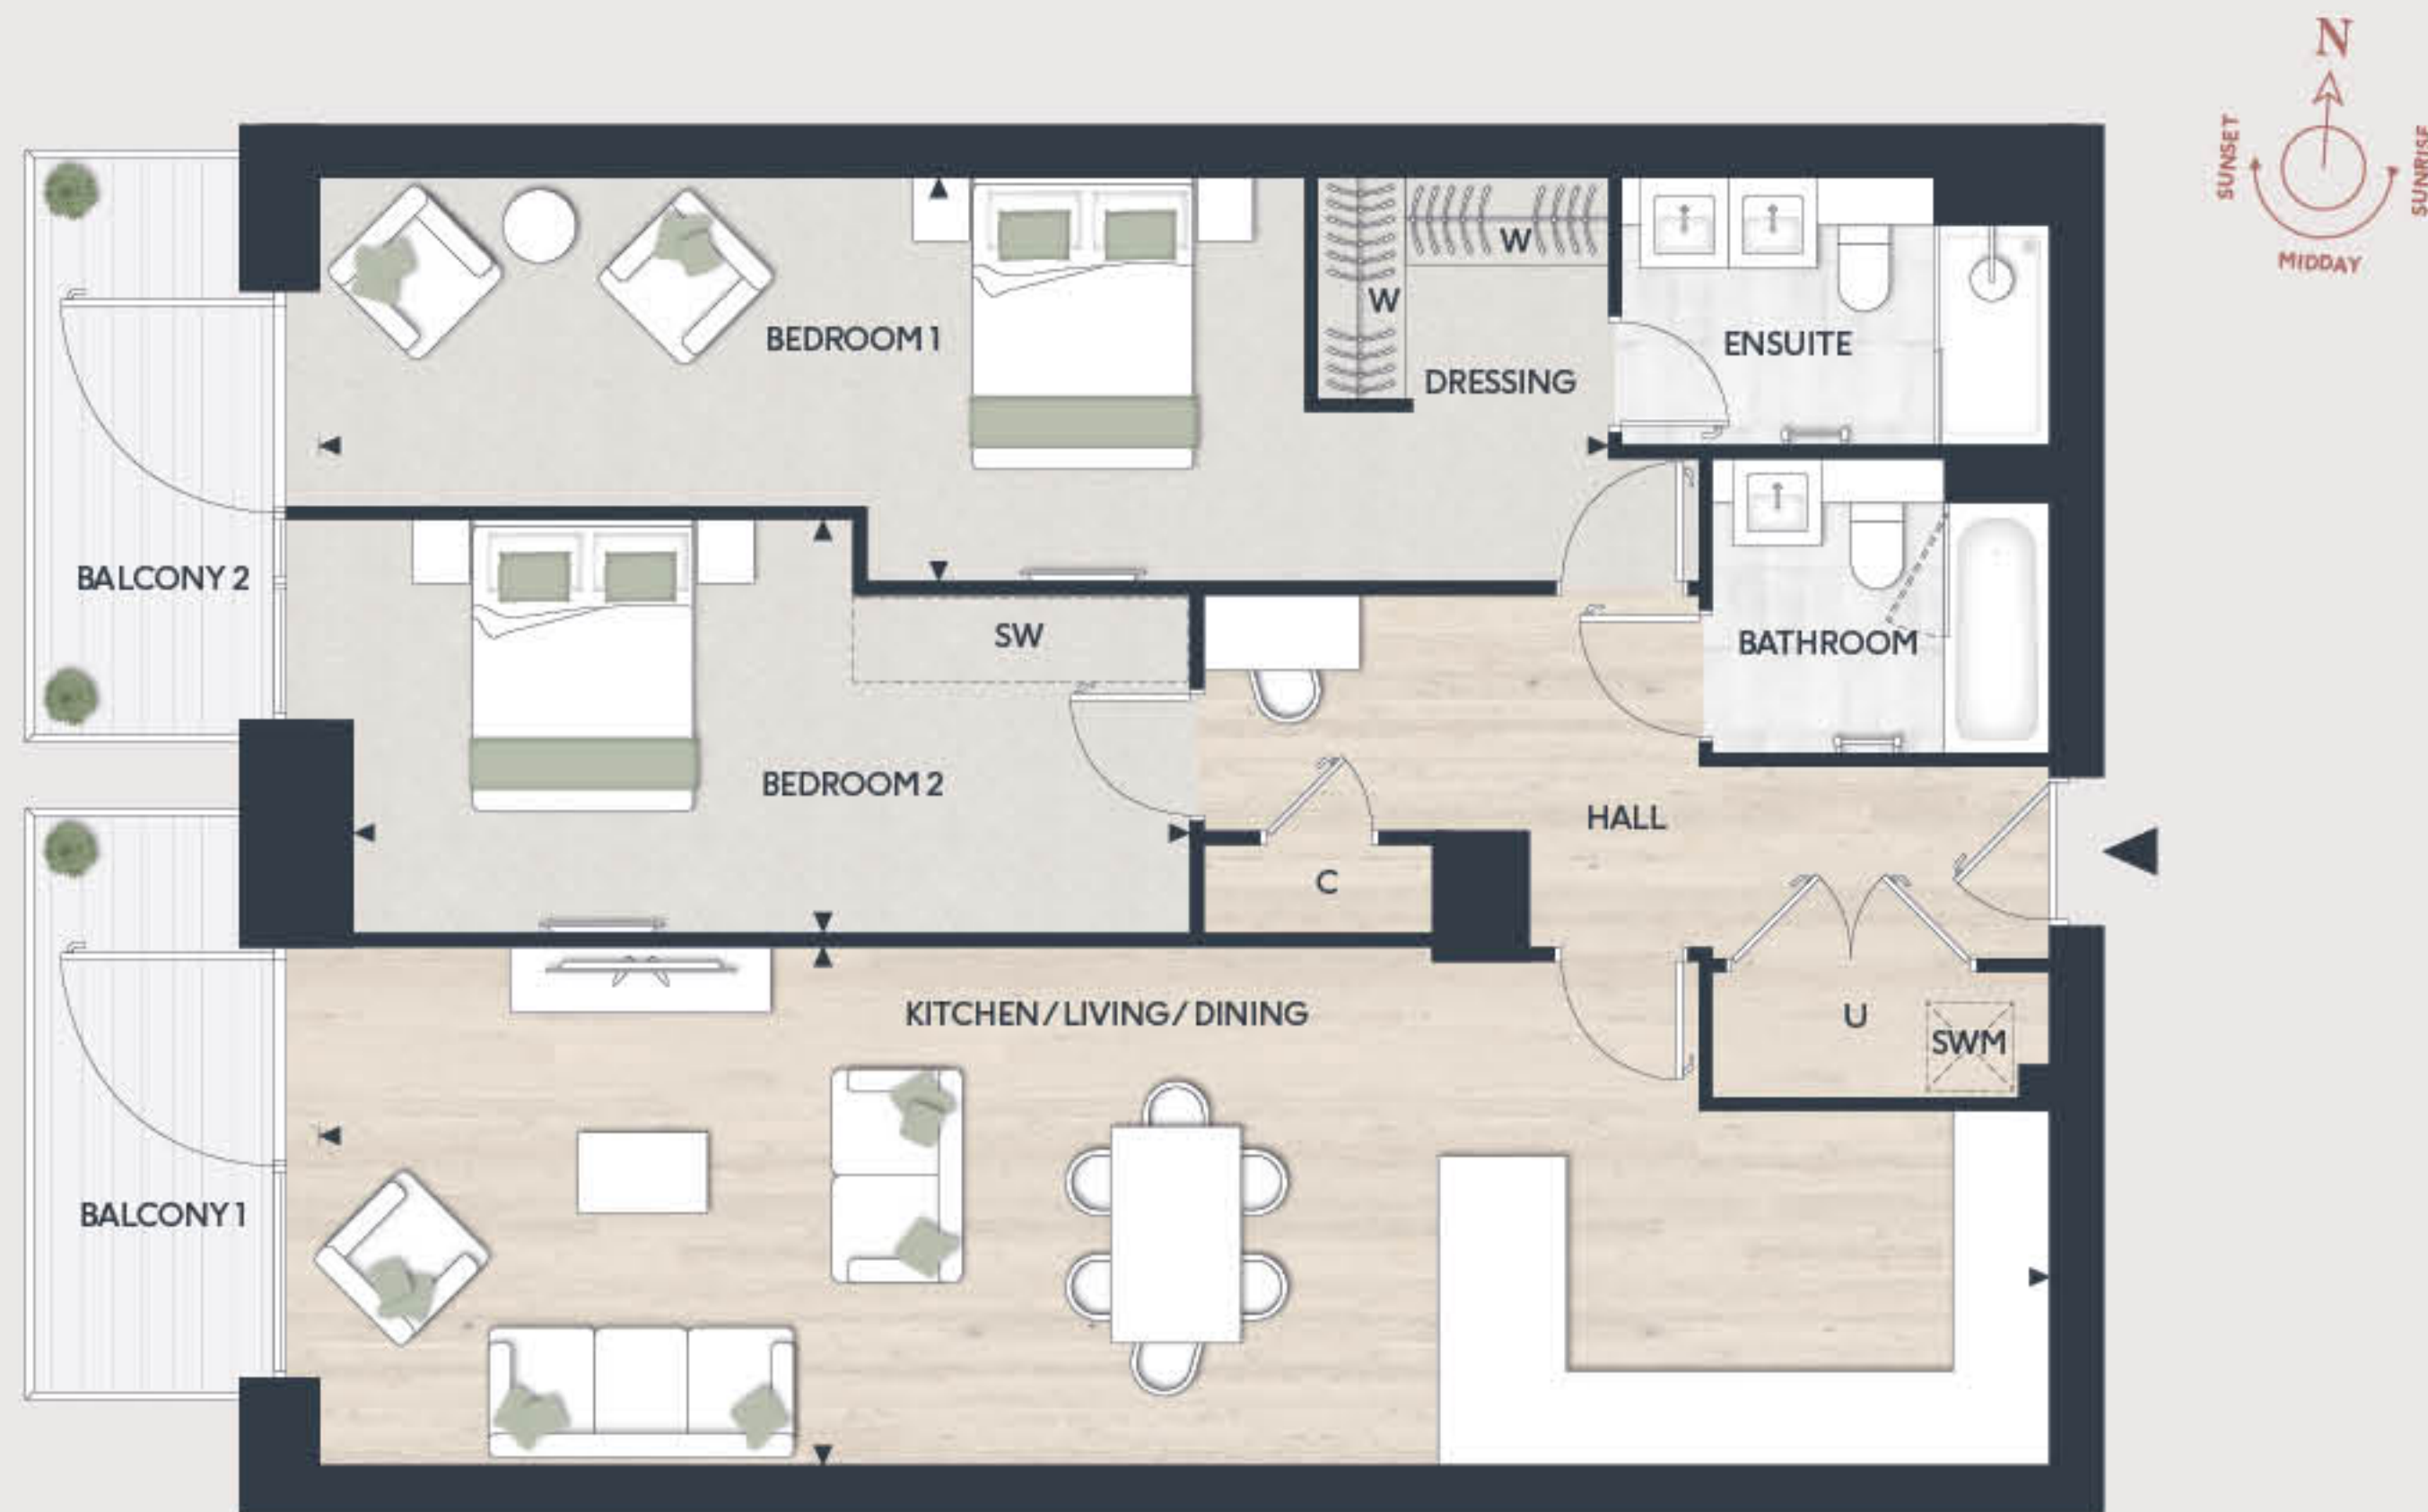 N
SUNSET
SUNRISE
MIDDAY
W
W
BEDROOM 1
ENSUITE
DRESSING
BALCONY 2
SW
BATHROOM
BEDROOM 2
HALL
C
KITCHEN / LIVING / DINING
U
SWM
BALCONY 1